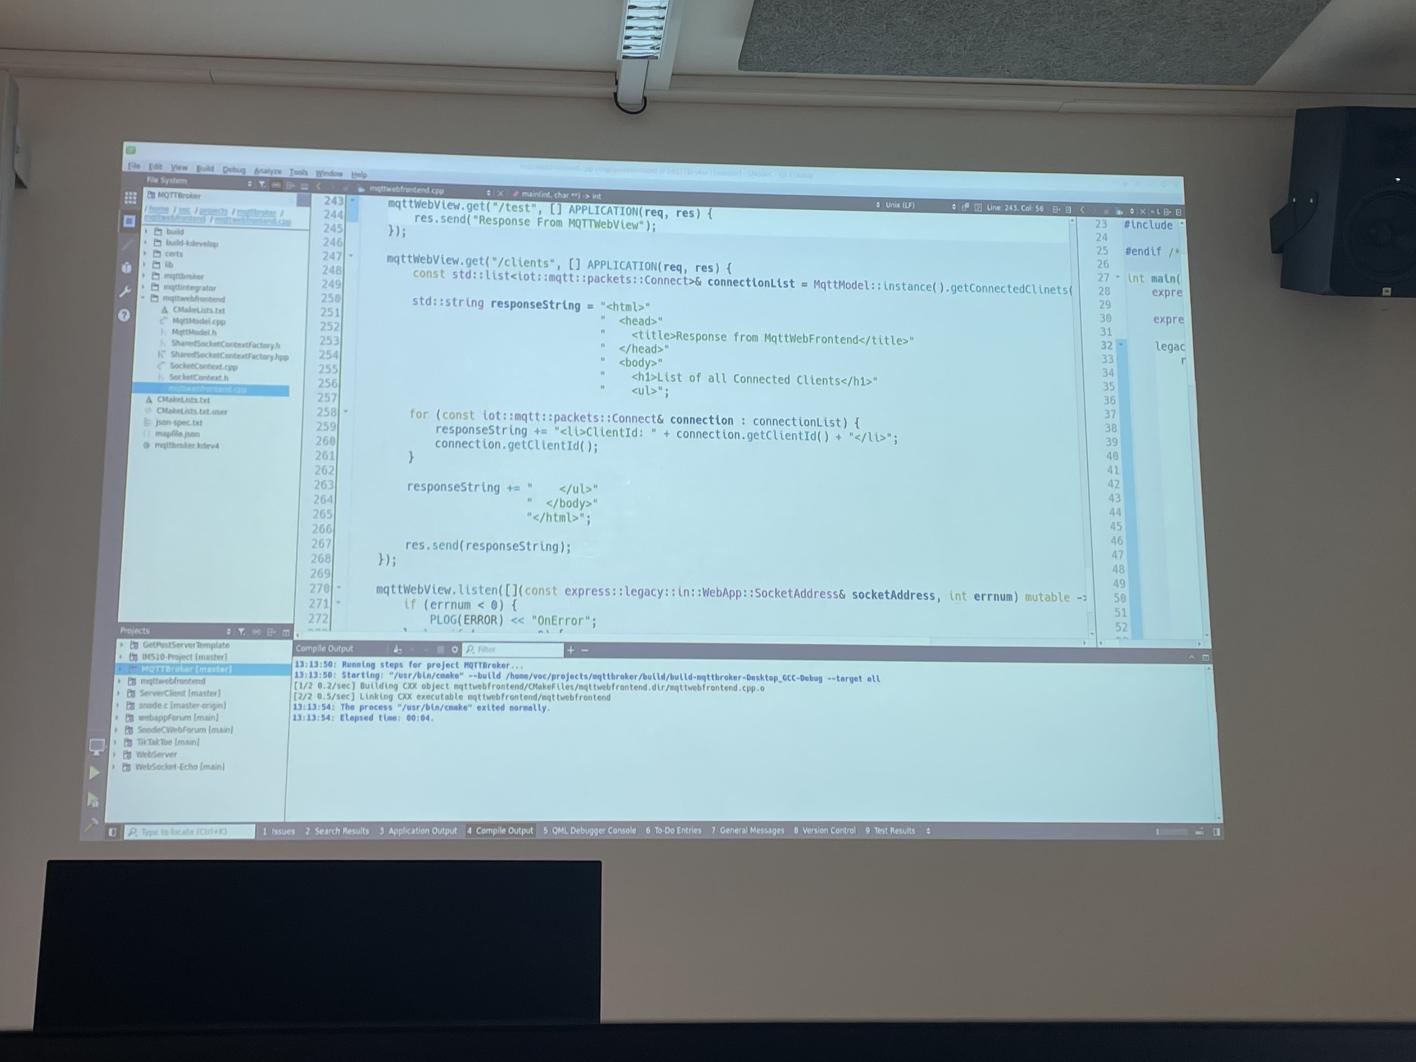 File Edit View Build Debug Analyze Tools Window Help
File System
mqttwebfrontend.cpp
main(int, char **) -> int
Unix (LF)
Line: 243, Col: 56
MQTTBroker
/ home / voc / projects / mqttbroker /
mqttwebfrontend / mqttwebfrontend.cpp
build
build-kdevelop
certs
lib
mqttbroker
mqttintegrator
mqttwebfrontend
CMakeLists.txt
MqttModel.cpp
MqttModel.h
SharedSocketContextFactory.h
SharedSocketContextFactory.hpp
SocketContext.cpp
SocketContext.h
mqttwebfrontend.cpp
CMakeLists.txt
CMakeLists.txt.user
json-spec.txt
mapfile.json
mqttbroker.kdev4
243 mqttWebView.get("/test", [] APPLICATION(req, res) {
244 res.send("Response From MQTTWebView");
245 });
246
247 mqttWebView.get("/clients", [] APPLICATION(req, res) {
248 const std::list<iot::mqtt::packets::Connect>& connectionList = MqttModel::instance().getConnectedClinets(
249
250 std::string responseString = "<html>"
251 " <head>"
252 " <title>Response from MqttWebFrontend</title>"
253 " </head>"
254 " <body>"
255 " <h1>List of all Connected Clients</h1>"
256 " <ul>";
257
258 for (const iot::mqtt::packets::Connect& connection : connectionList) {
259 responseString += "<li>ClientId: " + connection.getClientId() + "</li>";
260 connection.getClientId();
261 }
262
263 responseString += " </ul>"
264 " </body>"
265 "</html>";
266
267 res.send(responseString);
268 });
269
270 mqttWebView.listen([](const express::legacy::in::WebApp::SocketAddress& socketAddress, int errnum) mutable ->
271 if (errnum < 0) {
272 PLOG(ERROR) << "OnError";
23 #include
24
25 #endif /*
26
27 int main(
28 expre
29
30 expre
31
32 legac
33 r
34
35
36
37
38
39
40
41
42
43
44
45
46
47
48
49
50
51
52
Projects
GetPostServerTemplate
IMS10-Project [master]
MQTTBroker [master]
mqttwebfrontend
ServerClient [master]
snode.c [master-origin]
webappForum [main]
SnodeCWebForum [main]
TikTakToe [main]
WebServer
WebSocket-Echo [main]
Compile Output
Filter
13:13:50: Running steps for project MQTTBroker...
13:13:50: Starting: "/usr/bin/cmake" --build /home/voc/projects/mqttbroker/build/build-mqttbroker-Desktop_GCC-Debug --target all
[1/2 0.2/sec] Building CXX object mqttwebfrontend/CMakeFiles/mqttwebfrontend.dir/mqttwebfrontend.cpp.o
[2/2 0.5/sec] Linking CXX executable mqttwebfrontend/mqttwebfrontend
13:13:54: The process "/usr/bin/cmake" exited normally.
13:13:54: Elapsed time: 00:04.
Type to locate (Ctrl+K)
1 Issues 2 Search Results 3 Application Output 4 Compile Output 5 QML Debugger Console 6 To-Do Entries 7 General Messages 8 Version Control 9 Test Results